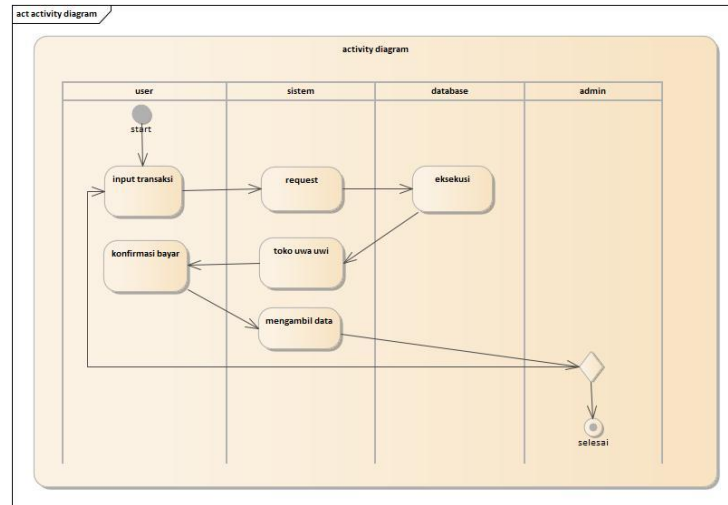 act activity diagram
activity diagram
user
sistem
database
admin
start
input transaksi
request
eksekusi
konfirmasi bayar
toko uwa uwi
mengambil data
selesai